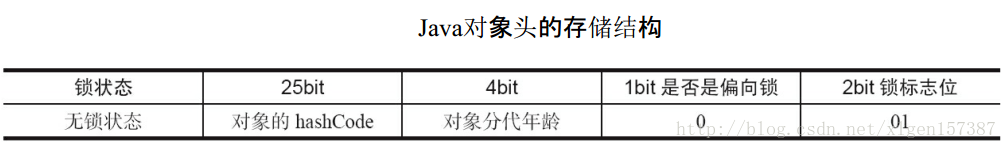 Java对象头的存储结构
锁状态 25bit 4bit 1bit 是否是偏向锁 2bit 锁标志位
无锁状态 对象的 hashCode 对象分代年龄 0 01
http://blog.csdn.net/xlgen157387